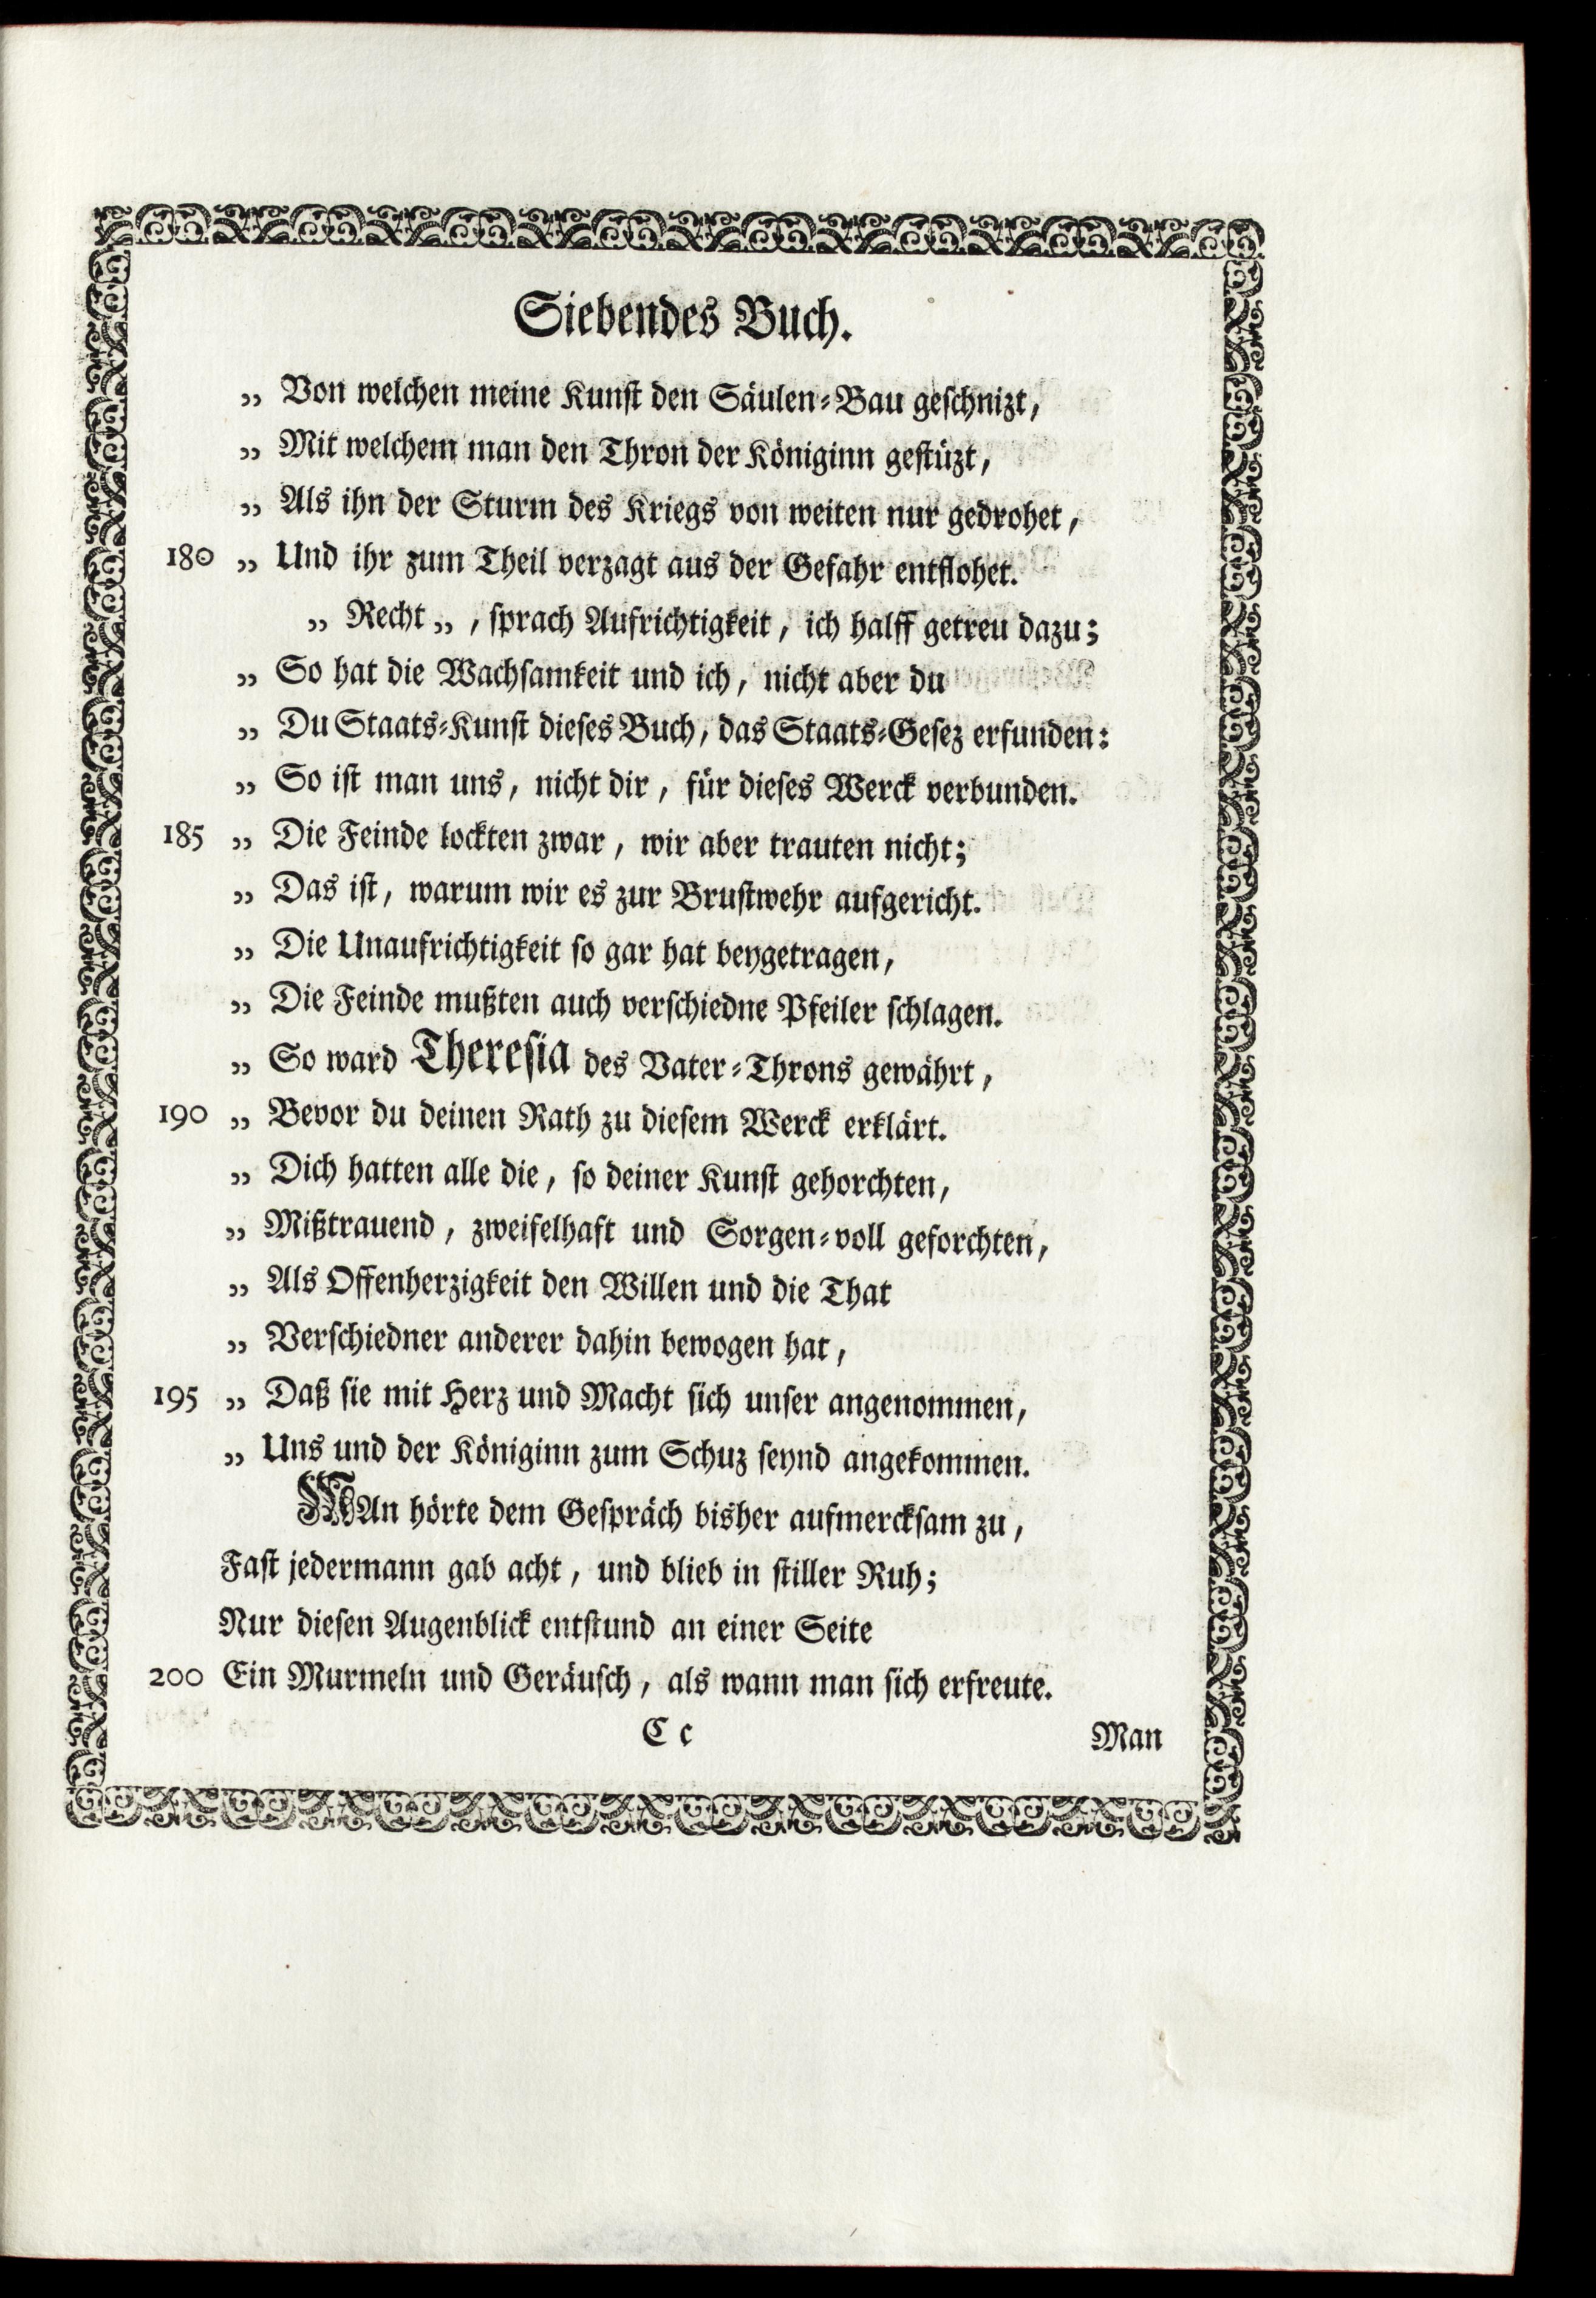 Siebendes Buch.
„ Von welchen meine Kunst den Säulen-Bau geschnizt,
„ Mit welchem man den Thron der Königinn gestüzt,
„ Als ihn der Sturm des Kriegs von weiten nur gedrohet,
180 „ Und ihr zum Theil verzagt aus der Gefahr entflohet.
„ Recht „, sprach Aufrichtigkeit, ich halff getreu dazu;
„ So hat die Wachsamkeit und ich, nicht aber du
„ Du Staats-Kunst dieses Buch, das Staats-Gesez erfunden:
„ So ist man uns, nicht dir, für dieses Werck verbunden.
185 „ Die Feinde lockten zwar, wir aber trauten nicht;
„ Das ist, warum wir es zur Brustwehr aufgericht.
„ Die Unaufrichtigkeit so gar hat beygetragen,
„ Die Feinde mußten auch verschiedne Pfeiler schlagen.
„ So ward Theresia des Vater-Throns gewährt,
190 „ Bevor du deinen Rath zu diesem Werck erklärt.
„ Dich hatten alle die, so deiner Kunst gehorchten,
„ Mißtrauend, zweifelhaft und Sorgen-voll geforchten,
„ Als Offenherzigkeit den Willen und die That
„ Verschiedner anderer dahin bewogen hat,
195 „ Daß sie mit Herz und Macht sich unser angenommen,
„ Uns und der Königinn zum Schuz seynd angekommen.
MAn hörte dem Gespräch bisher aufmercksam zu,
Fast jedermann gab acht, und blieb in stiller Ruh;
Nur diesen Augenblick entstund an einer Seite
200 Ein Murmeln und Geräusch, als wann man sich erfreute.
C c Man